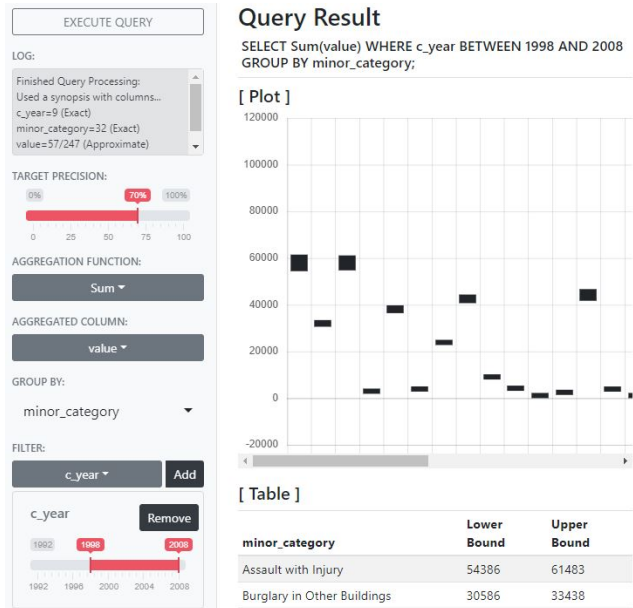 EXECUTE QUERY
LOG:
Finished Query Processing:
Used a synopsis with columns...
c_year=9 (Exact)
minor_category=32 (Exact)
value=57/247 (Approximate)
TARGET PRECISION:
0% 70% 100%
0 25 50 75 100
AGGREGATION FUNCTION:
Sum
AGGREGATED COLUMN:
value
GROUP BY:
minor_category
FILTER:
c_year Add
c_year Remove
1992 1998 2008
1992 1996 2000 2004 2008
Query Result
SELECT Sum(value) WHERE c_year BETWEEN 1998 AND 2008
GROUP BY minor_category;
[ Plot ]
120000
100000
80000
60000
40000
20000
0
-20000
[ Table ]
minor_category Lower Bound Upper Bound
Assault with Injury 54386 61483
Burglary in Other Buildings 30586 33438